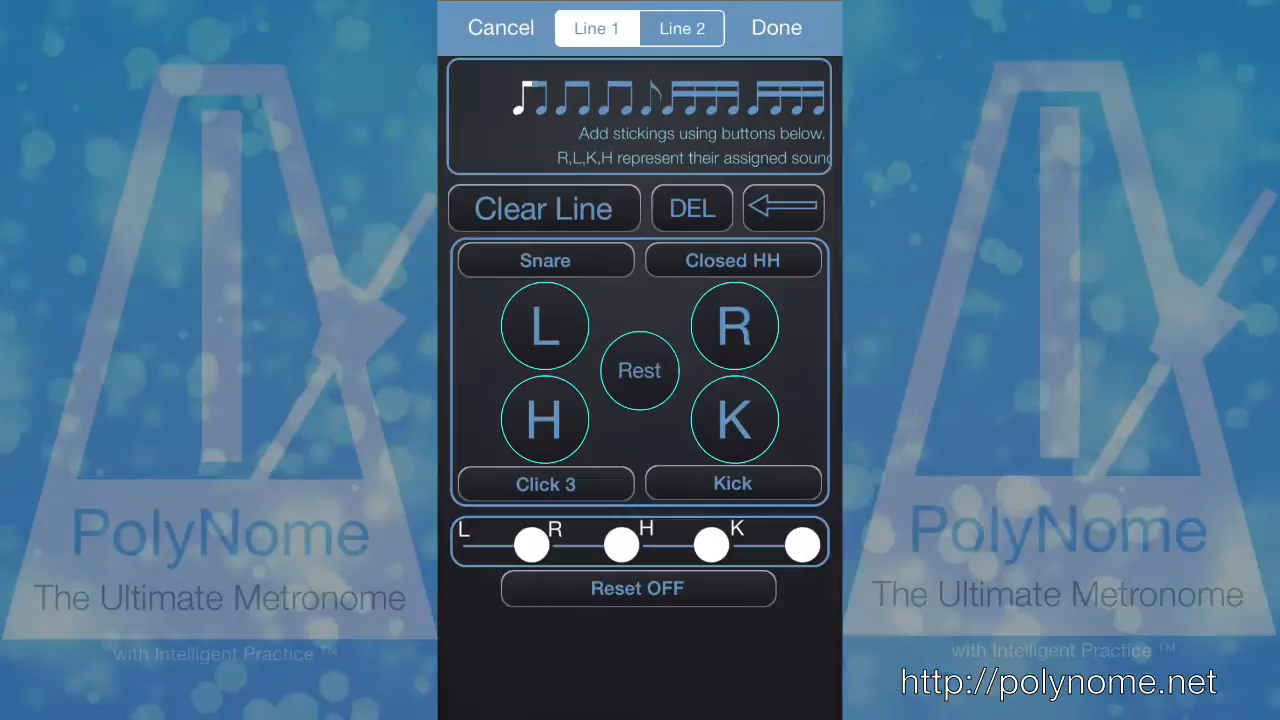 Cancel Line 1 Line 2 Done
Add stickings using buttons below.
R,L,K,H represent their assigned soun
Clear Line DEL
Snare Closed HH
L R
Rest
H K
Click 3 Kick
L R H K
Reset OFF
PolyNome
The Ultimate Metronome
with Intelligent Practice ™
PolyNome
The Ultimate Metronome
with Intelligent Practice ™
http://polynome.net